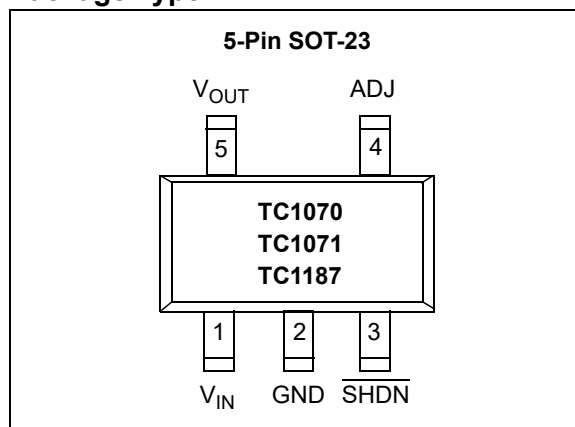 5-Pin SOT-23
VOUT ADJ
5 4
TC1070
TC1071
TC1187
1 2 3
VIN GND SHDN